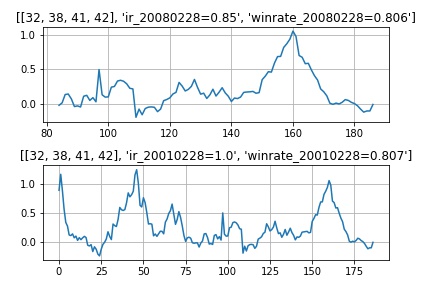 [[32, 38, 41, 42], 'ir_20080228=0.85', 'winrate_20080228=0.806']
1.0
0.5
0.0
80 100 120 140 160 180
[[32, 38, 41, 42], 'ir_20010228=1.0', 'winrate_20010228=0.807']
1.0
0.5
0.0
0 25 50 75 100 125 150 175